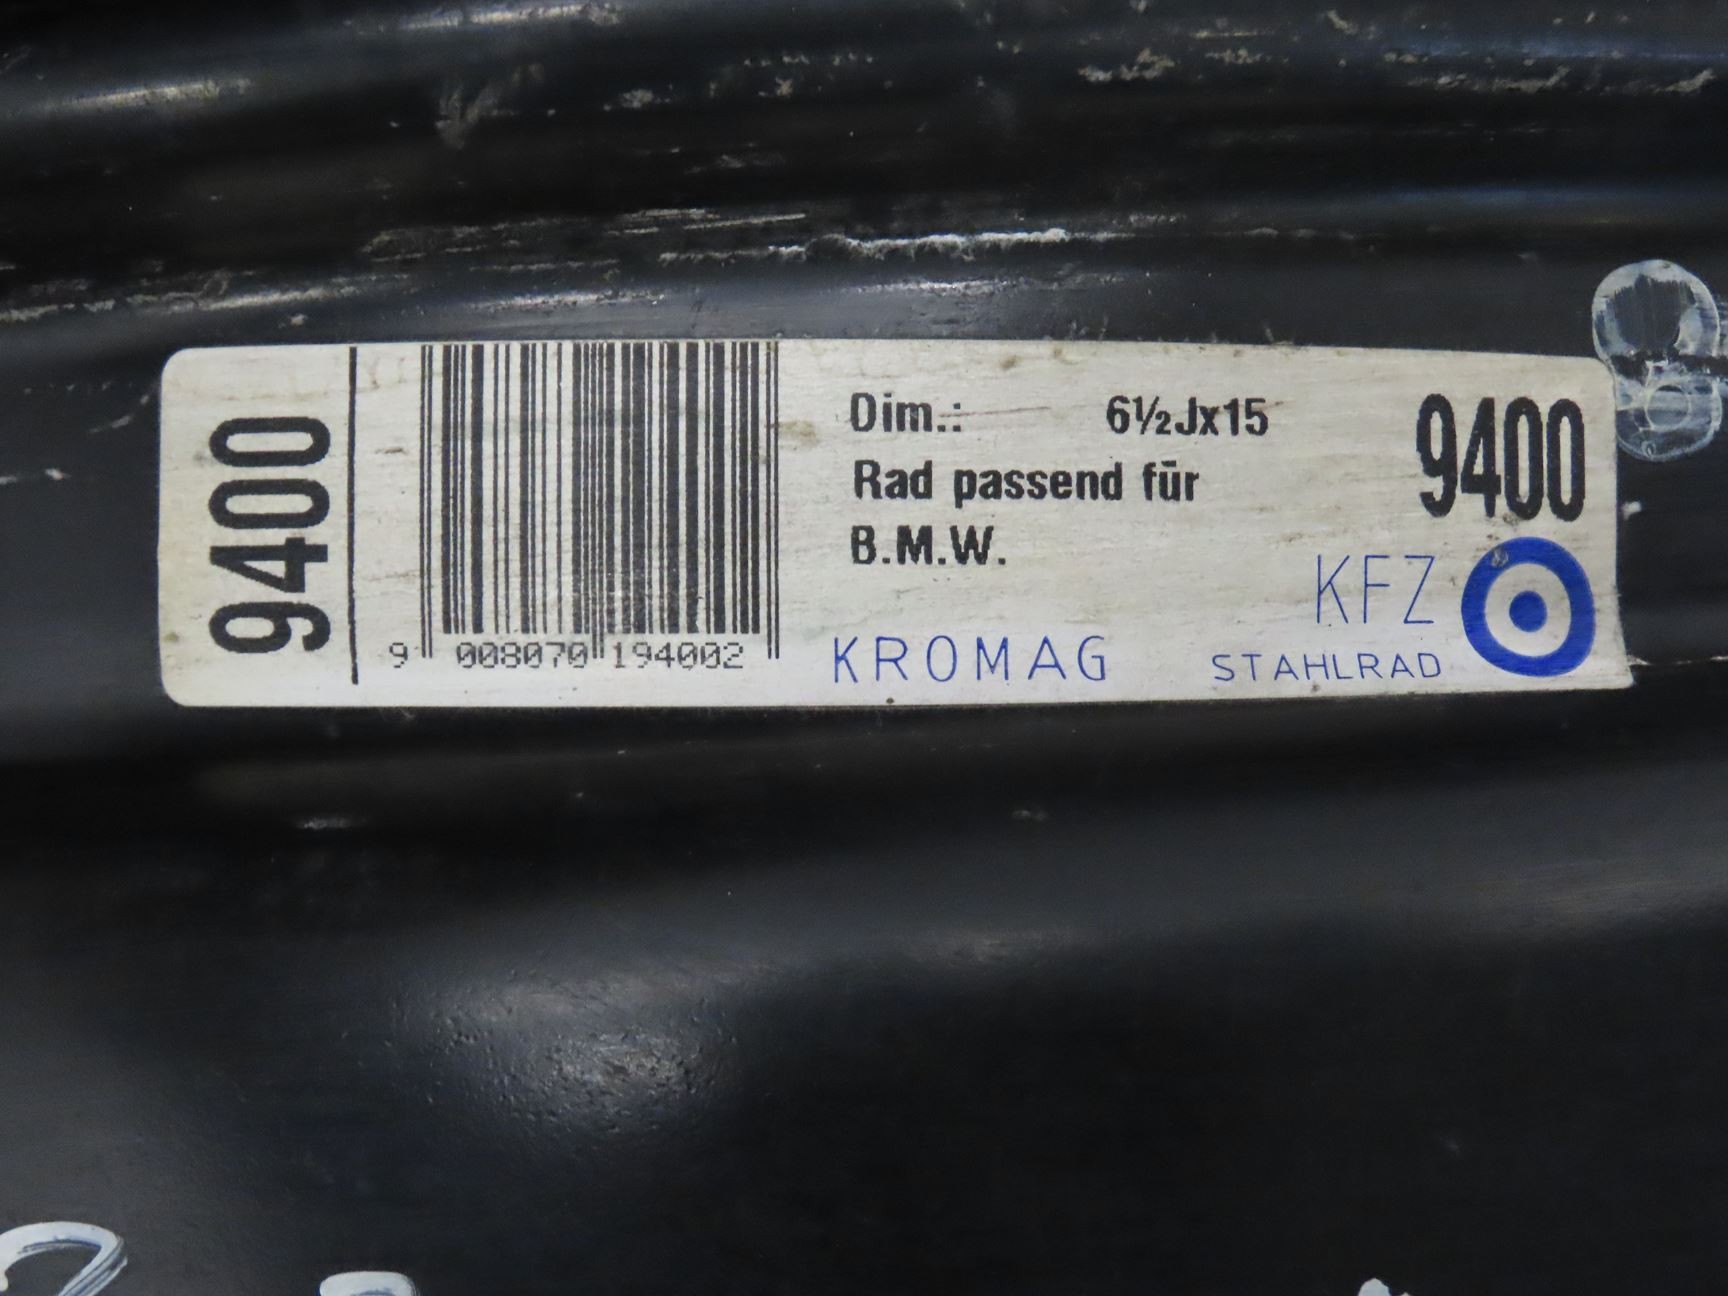 9400
9 008070 194002
Dim.: 6½Jx15
Rad passend für
B.M.W.
9400
KROMAG
KFZ
STAHLRAD